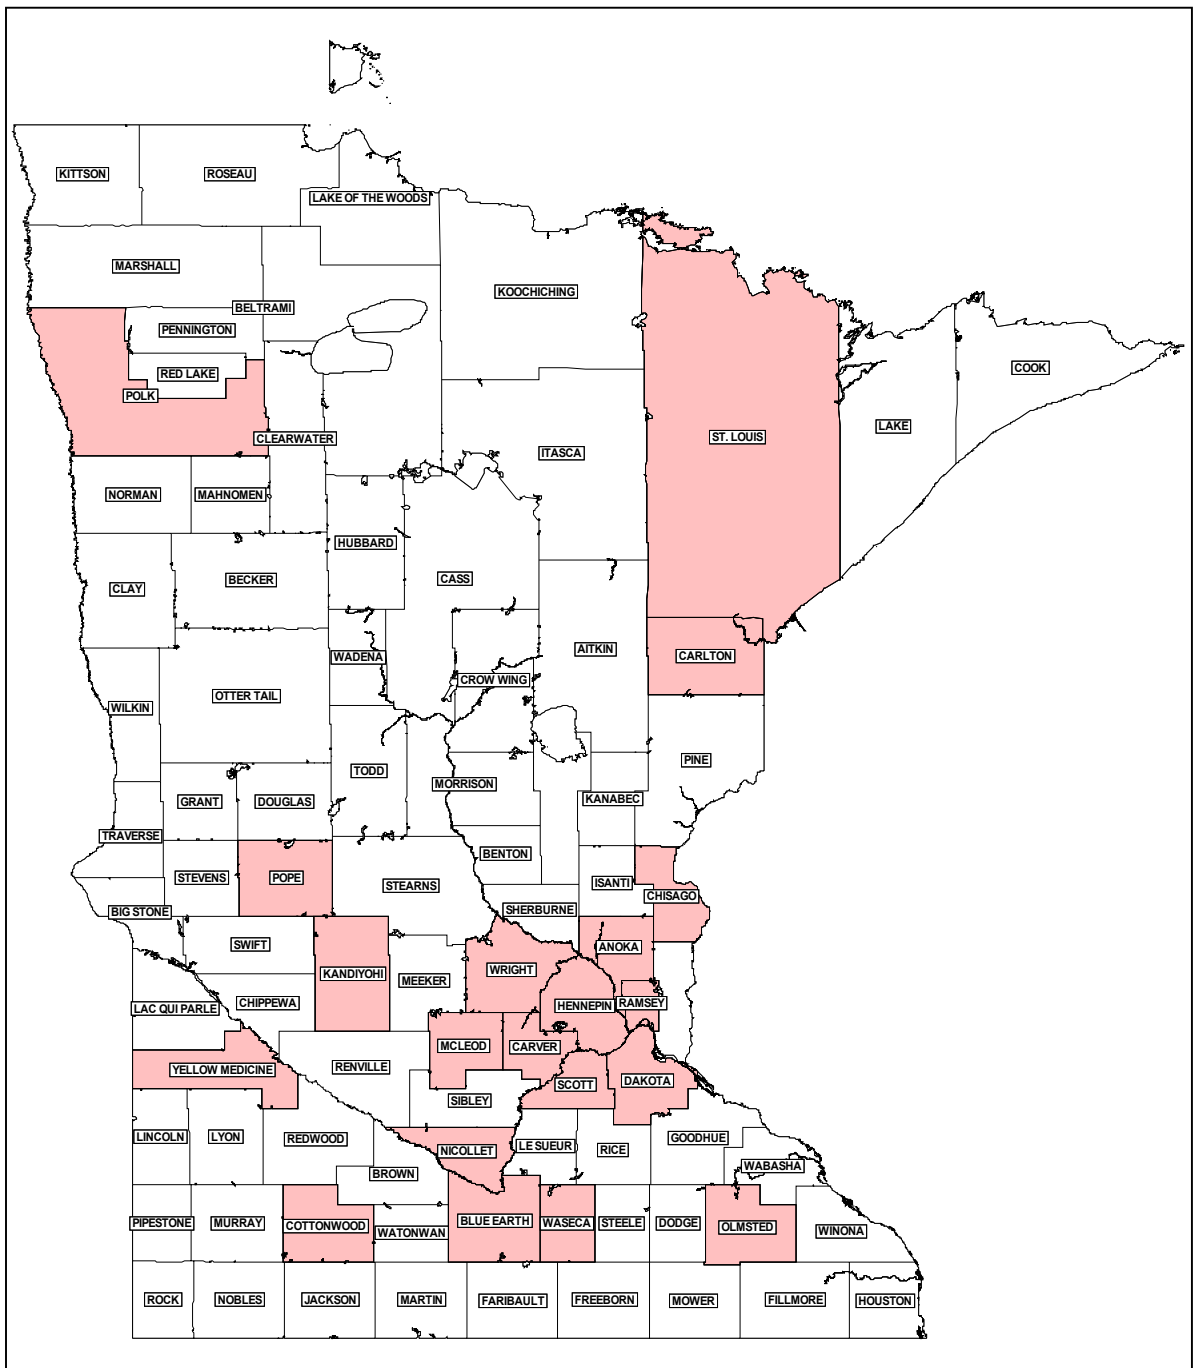 KITTSON
ROSEAU
LAKE OF THE WOODS
MARSHALL
KOOCHICHING
BELTRAMI
PENNINGTON
RED LAKE
POLK
COOK
LAKE
ST. LOUIS
CLEARWATER
ITASCA
NORMAN
MAHNOMEN
HUBBARD
CASS
BECKER
CLAY
AITKIN
WADENA
CARLTON
CROW WING
OTTER TAIL
WILKIN
PINE
TODD
MORRISON
KANABEC
GRANT
DOUGLAS
TRAVERSE
BENTON
STEVENS
POPE
STEARNS
ISANTI
CHISAGO
BIG STONE
SHERBURNE
SWIFT
ANOKA
KANDIYOHI
WRIGHT
MEEKER
CHIPPEWA
LAC QUI PARLE
HENNEPIN
RAMSEY
MCLEOD
CARVER
YELLOW MEDICINE
RENVILLE
SCOTT
DAKOTA
SIBLEY
LINCOLN
LYON
REDWOOD
NICOLLET
LE SUEUR
RICE
GOODHUE
BROWN
WABASHA
PIPESTONE
MURRAY
COTTONWOOD
WATONWAN
BLUE EARTH
WASECA
STEELE
DODGE
OLMSTED
WINONA
ROCK
NOBLES
JACKSON
MARTIN
FARIBAULT
FREEBORN
MOWER
FILLMORE
HOUSTON